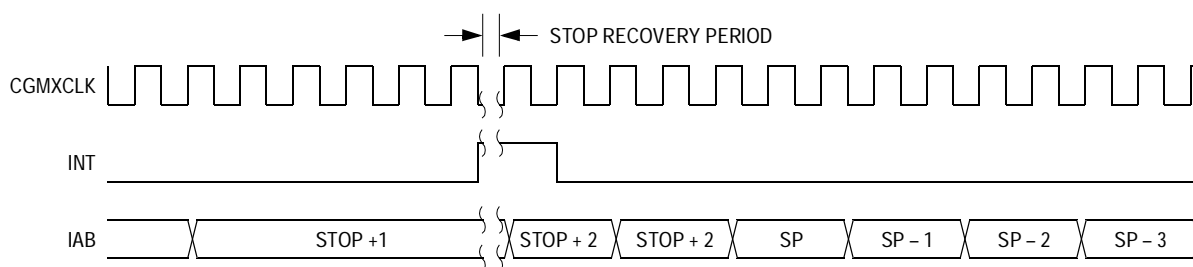 STOP RECOVERY PERIOD
CGMXCLK
INT
IAB
STOP +1
STOP + 2
STOP + 2
SP
SP – 1
SP – 2
SP – 3